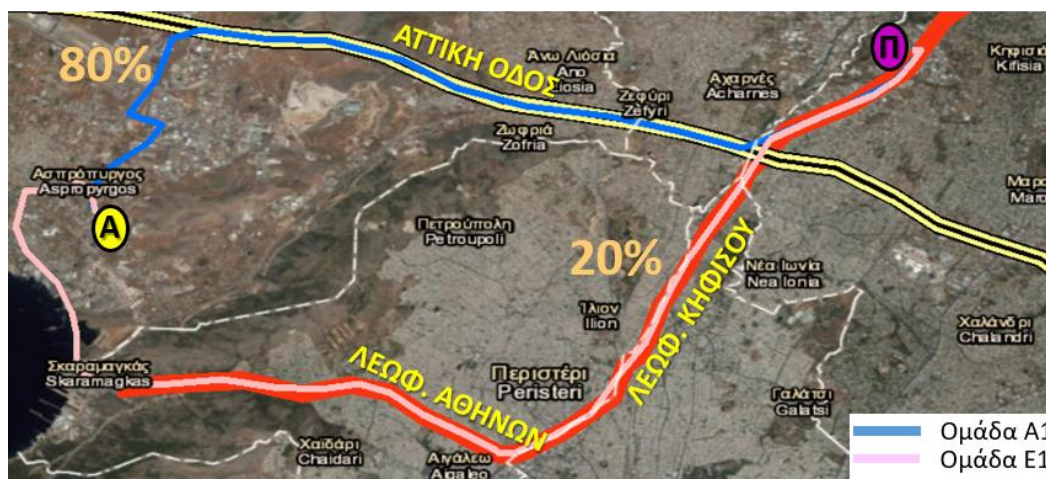 80%
ΑΤΤΙΚΗ ΟΔΟΣ
Άνω Λιόσια
Ano
Liosia
Κηφισιά
Kifisia
Π
Αχαρνές
Acharnes
Ζεφύρι
Zefyri
Ζωφριά
Zofria
Ασπρόπυργος
Aspropyrgos
Α
Μαρο
Maro
Πετρούπολη
Petroupoli
20%
ΛΕΩΦ. ΚΗΦΙΣΟΥ
Νέα Ιωνία
Nea Ionia
Ίλιον
Ilion
Χαλάνδρι
Chalandri
Σκαραμαγκάς
Skaramagkas
ΛΕΩΦ. ΑΘΗΝΩΝ
Περιστέρι
Peristeri
Γαλάτσι
Galatsi
Χαϊδάρι
Chaidari
Αιγάλεω
Aigaleo
Ομάδα Α1
Ομάδα Ε1